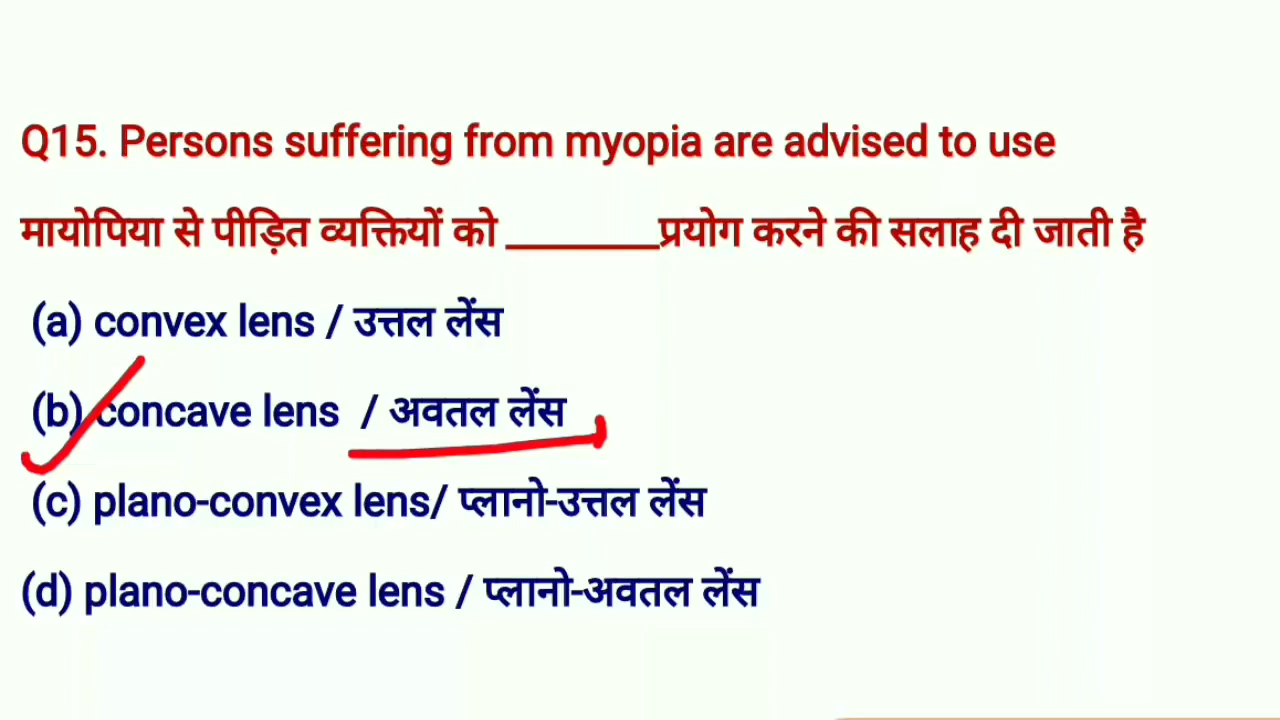 Q15. Persons suffering from myopia are advised to use
मायोपिया से पीड़ित व्यक्तियों को _______प्रयोग करने की सलाह दी जाती है
(a) convex lens / उत्तल लेंस
(b) concave lens / अवतल लेंस
(c) plano-convex lens/ प्लानो-उत्तल लेंस
(d) plano-concave lens / प्लानो-अवतल लेंस